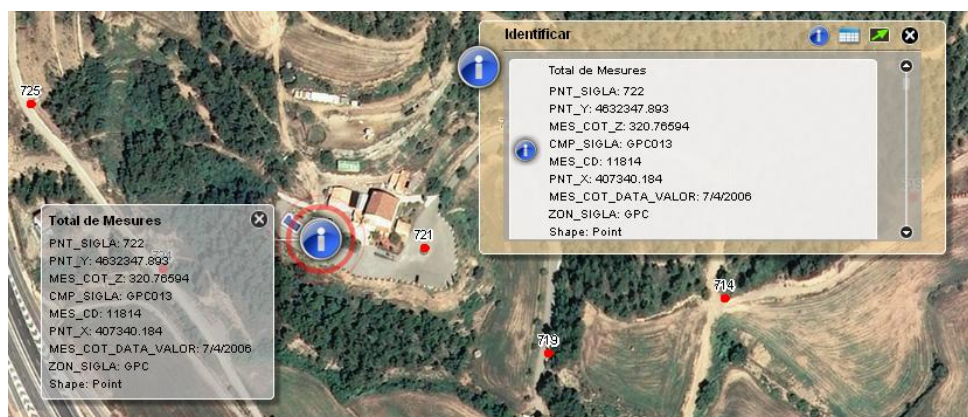 725
Identificar
Total de Mesures
PNT_SIGLA: 722
PNT_Y: 4632347.893
MES_COT_Z: 320.76594
CMP_SIGLA: GPC013
MES_CD: 11814
PNT_X: 407340.184
MES_COT_DATA_VALOR: 7/4/2006
ZON_SIGLA: GPC
Shape: Point
Total de Mesures
PNT_SIGLA: 722
PNT_Y: 4632347.893
MES_COT_Z: 320.76594
CMP_SIGLA: GPC013
MES_CD: 11814
PNT_X: 407340.184
MES_COT_DATA_VALOR: 7/4/2006
ZON_SIGLA: GPC
Shape: Point
721
714
719